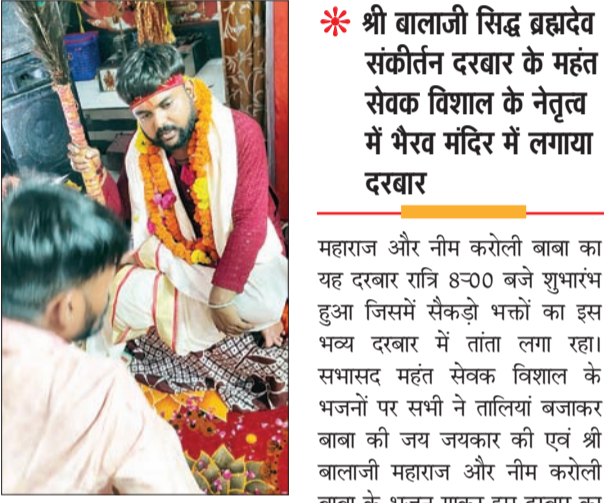 श्री बालाजी सिद्ध ब्रह्मदेव
संकीर्तन दरबार के महंत
सेवक विशाल के नेतृत्व
में भैरव मंदिर में लगाया
दरबार
महाराज और नीम करोली बाबा का
यह दरबार रात्रि 8-00 बजे शुभारंभ
हुआ जिसमें सैकड़ो भक्तों का इस
भव्य दरबार में तांता लगा रहा।
सभासद महंत सेवक विशाल के
भजनों पर सभी ने तालियां बजाकर
बाबा की जय जयकार की एवं श्री
बालाजी महाराज और नीम करोली